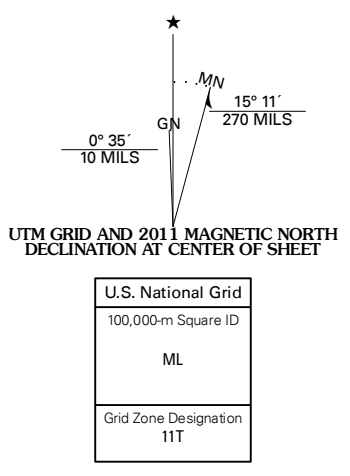 ★
MN
15° 11´
270 MILS
GN
0° 35´
10 MILS
UTM GRID AND 2011 MAGNETIC NORTH
DECLINATION AT CENTER OF SHEET
U.S. National Grid
100,000-m Square ID
ML
Grid Zone Designation
11T